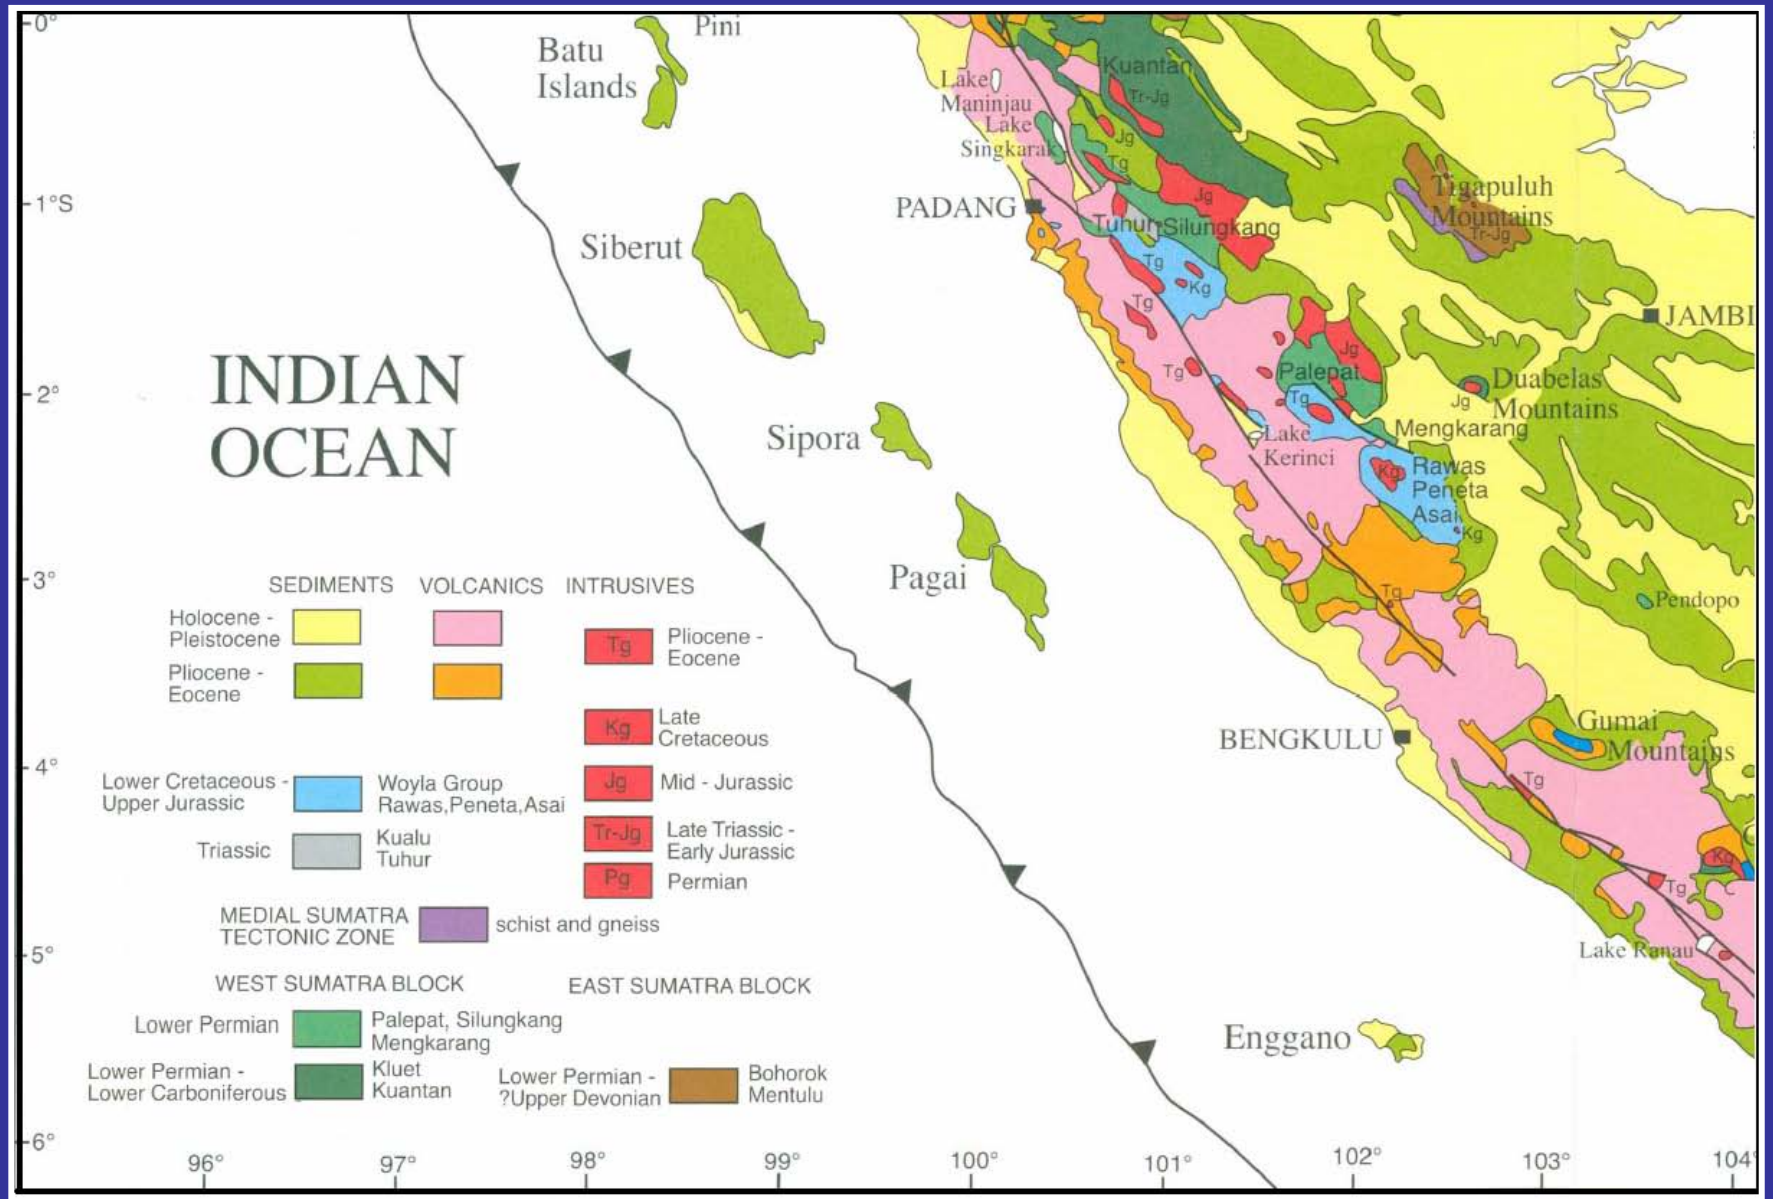 0°
1°S
2°
3°
4°
5°
6°
96°
97°
98°
99°
100°
101°
102°
103°
104°
Pini
Batu
Islands
Siberut
Sipora
Pagai
Enggano
INDIAN
OCEAN
Lake
Maninjau
Lake
Singkarak
PADANG
Kuantan
Tr-Jg
Jg
Tg
Jg
Tuhur
Silungkang
Tg
Kg
Tg
Tg
Jg
Palepat
Tg
Mengkarang
Lake
Kerinci
Kg
Rawas
Peneta
Asai
Kg
Tigapuluh
Mountains
Tr-Jg
JAMBI
Duabelas
Mountains
Jg
Pendopo
Tg
BENGKULU
Gumai
Mountains
Tg
Kg
Tg
Lake Ranau
SEDIMENTS
VOLCANICS
INTRUSIVES
Holocene -
Pleistocene
Pliocene -
Eocene
Tg
Pliocene -
Eocene
Kg
Late
Cretaceous
Jg
Mid - Jurassic
Tr-Jg
Late Triassic -
Early Jurassic
Pg
Permian
Lower Cretaceous -
Upper Jurassic
Woyla Group
Rawas,Peneta,Asai
Triassic
Kualu
Tuhur
MEDIAL SUMATRA
TECTONIC ZONE
schist and gneiss
WEST SUMATRA BLOCK
EAST SUMATRA BLOCK
Lower Permian
Palepat, Silungkang
Mengkarang
Lower Permian -
Lower Carboniferous
Kluet
Kuantan
Lower Permian -
?Upper Devonian
Bohorok
Mentulu